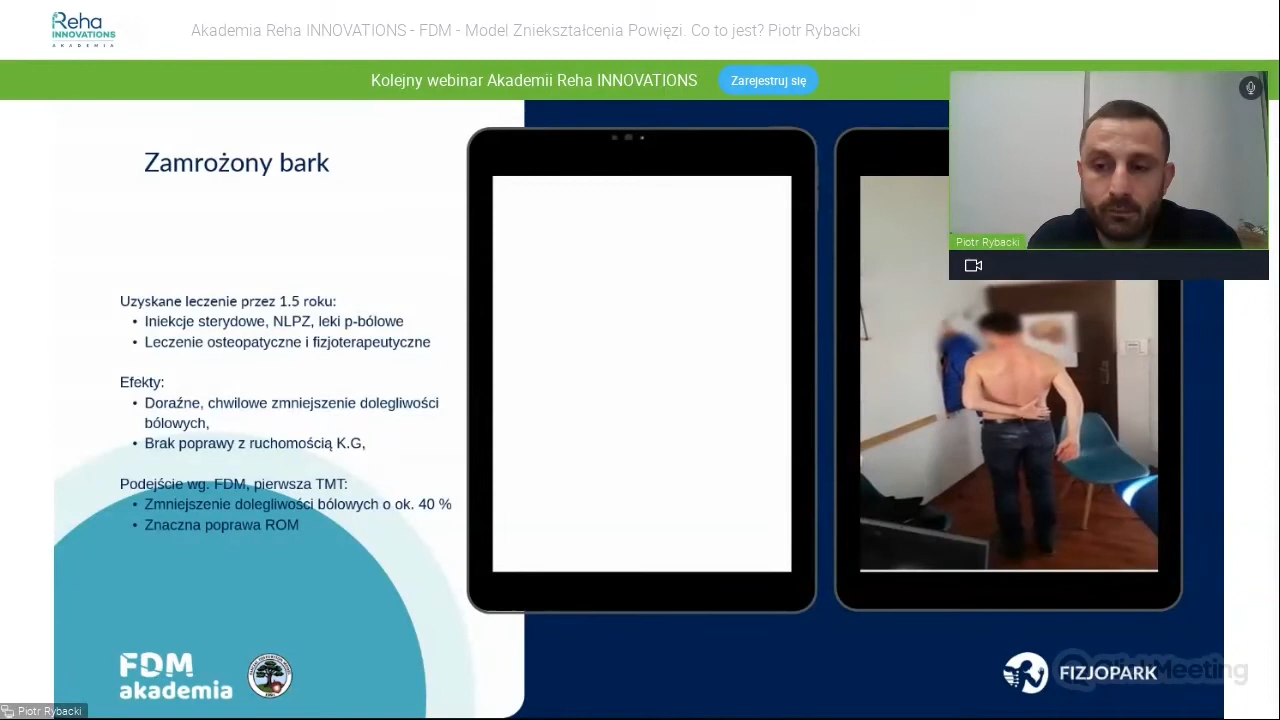 Reha
INNOVATIONS
AKADEMIA
Akademia Reha INNOVATIONS - FDM - Model Zniekształcenia Powięzi. Co to jest? Piotr Rybacki
Kolejny webinar Akademii Reha INNOVATIONS
Zarejestruj się
Piotr Rybacki
Zamrożony bark
Uzyskane leczenie przez 1.5 roku:
• Iniekcje sterydowe, NLPZ, leki p-bólowe
• Leczenie osteopatyczne i fizjoterapeutyczne
Efekty:
• Doraźne, chwilowe zmniejszenie dolegliwości
bólowych,
• Brak poprawy z ruchomością K.G,
Podejście wg. FDM, pierwsza TMT:
• Zmniejszenie dolegliwości bólowych o ok. 40 %
• Znaczna poprawa ROM
FDM
akademia
FIZJOPARK
ClickMeeting
Piotr Rybacki